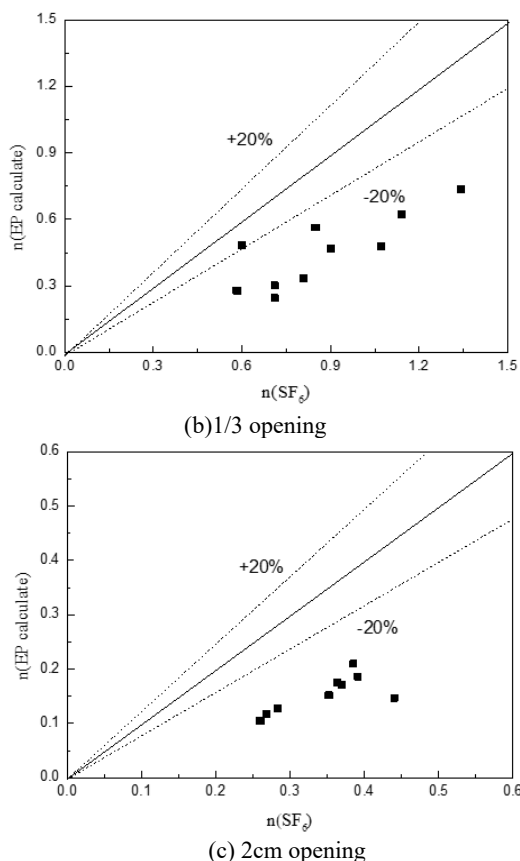 1.5
1.2
+20%
0.9
n(EP calculate)
-20%
0.6
0.3
0.0
0.0 0.3 0.6 0.9 1.2 1.5
n(SF₆)
(b)1/3 opening
0.6
0.5
0.4
+20%
n(EP calculate)
0.3
-20%
0.2
0.1
0.0
0.0 0.1 0.2 0.3 0.4 0.5 0.6
n(SF₆)
(c) 2cm opening